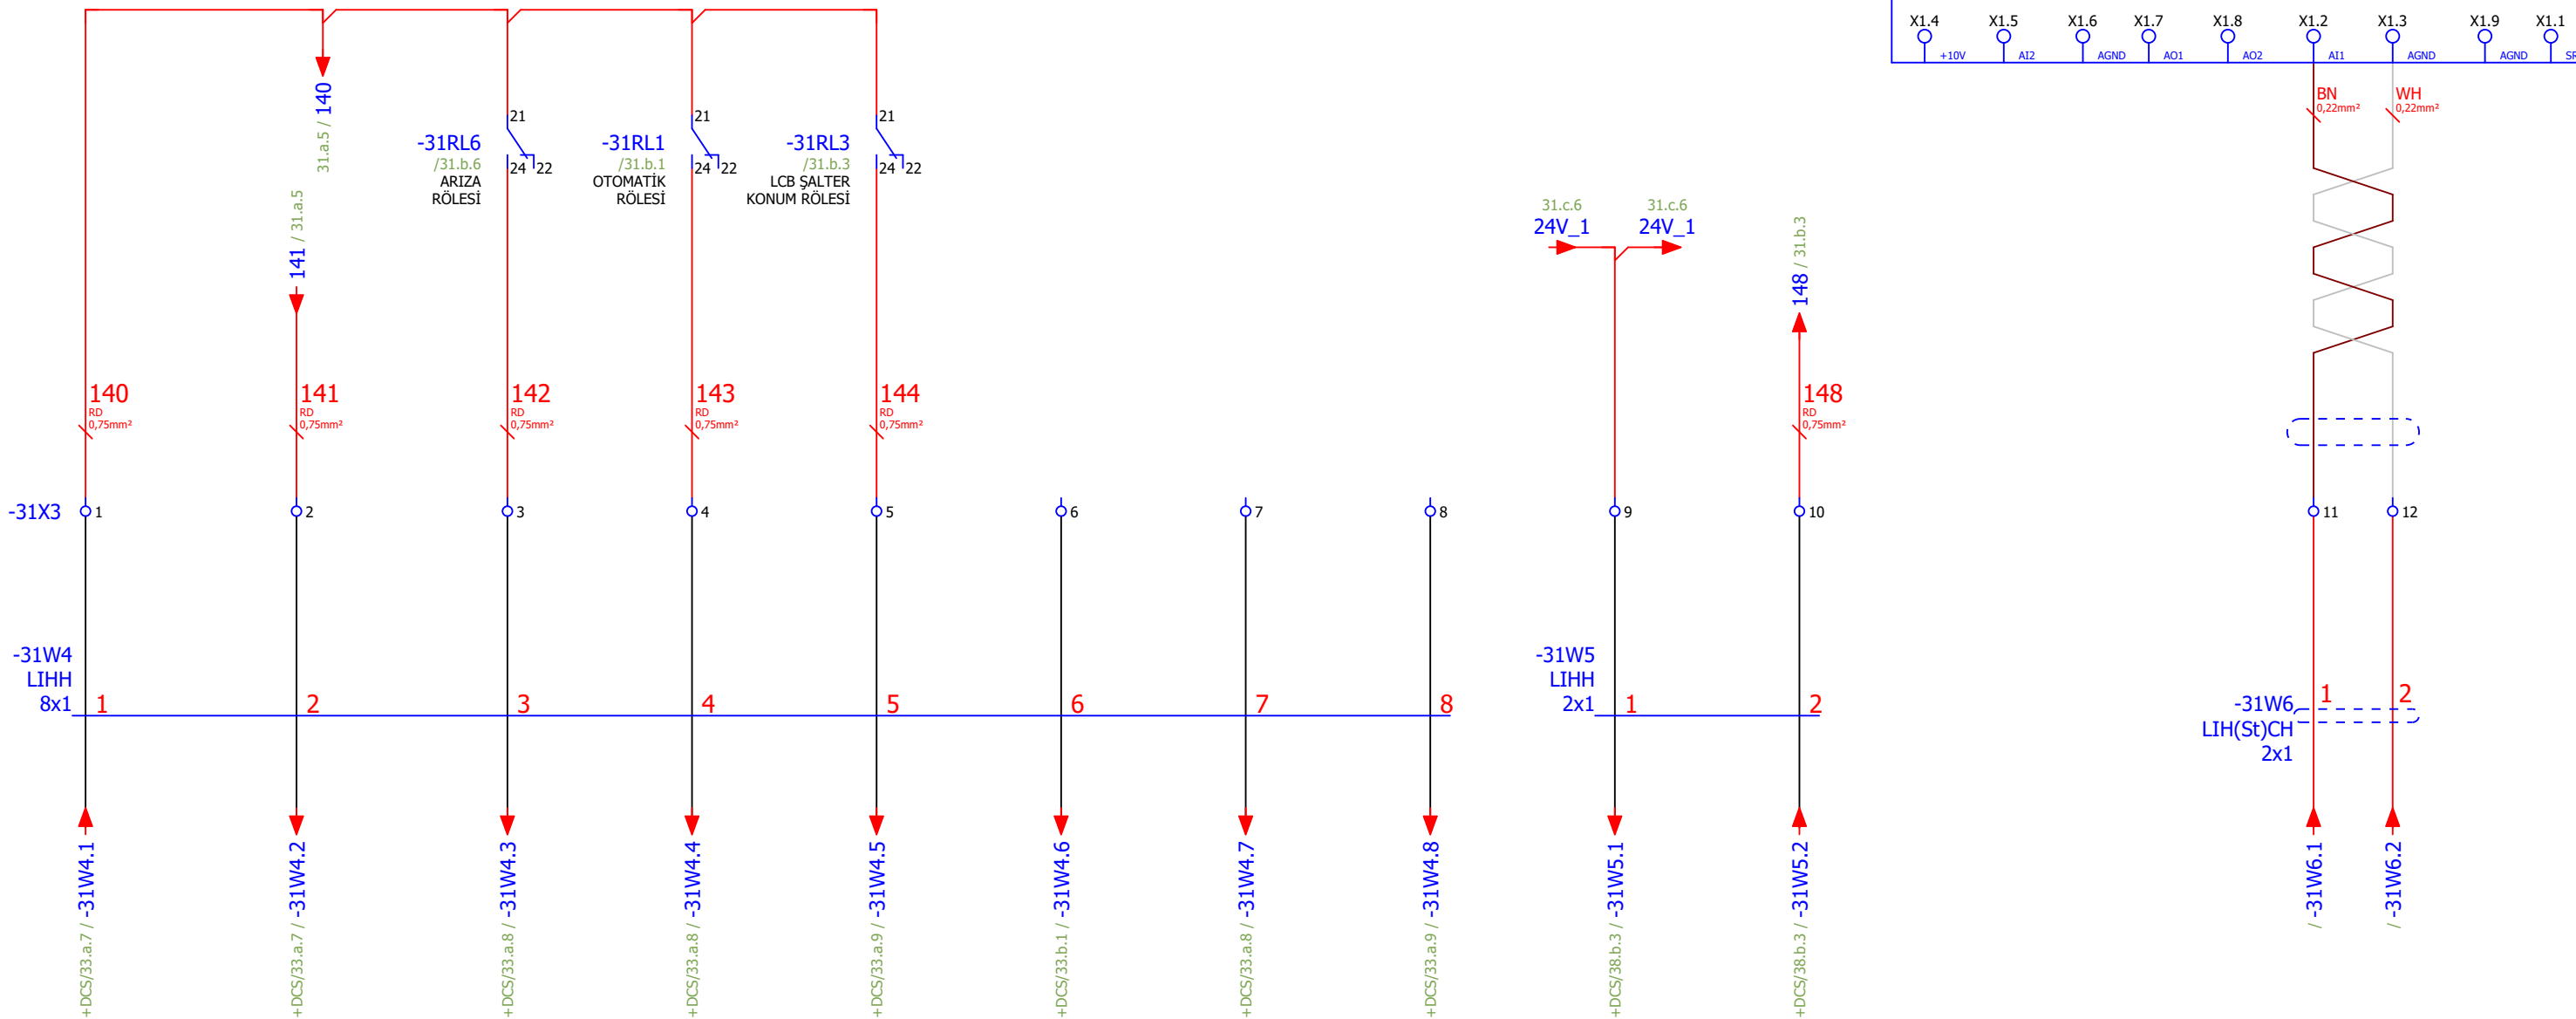 X1.4
X1.5
X1.6
X1.7
X1.8
X1.2
X1.3
X1.9
X1.1
+10V
AI2
AGND
AO1
AO2
AI1
AGND
AGND
SR
31.a.5 / 140
141 / 31.a.5
21
-31RL6
/31.b.6
24
22
ARIZA
RÖLESİ
21
-31RL1
/31.b.1
24
22
OTOMATİK
RÖLESİ
21
-31RL3
/31.b.3
24
22
LCB ŞALTER
KONUM RÖLESİ
31.c.6
24V_1
31.c.6
24V_1
148 / 31.b.3
BN
0,22mm²
WH
0,22mm²
140
RD
0,75mm²
141
RD
0,75mm²
142
RD
0,75mm²
143
RD
0,75mm²
144
RD
0,75mm²
148
RD
0,75mm²
-31X3
1
2
3
4
5
6
7
8
9
10
11
12
-31W4
LIHH
8x1
1
2
3
4
5
6
7
8
-31W5
LIHH
2x1
1
2
-31W6
LIH(St)CH
2x1
1
2
+DCS/33.a.7 / -31W4.1
+DCS/33.a.7 / -31W4.2
+DCS/33.a.8 / -31W4.3
+DCS/33.a.8 / -31W4.4
+DCS/33.a.9 / -31W4.5
+DCS/33.b.1 / -31W4.6
+DCS/33.a.8 / -31W4.7
+DCS/33.a.9 / -31W4.8
+DCS/38.b.3 / -31W5.1
+DCS/38.b.3 / -31W5.2
/ -31W6.1
/ -31W6.2